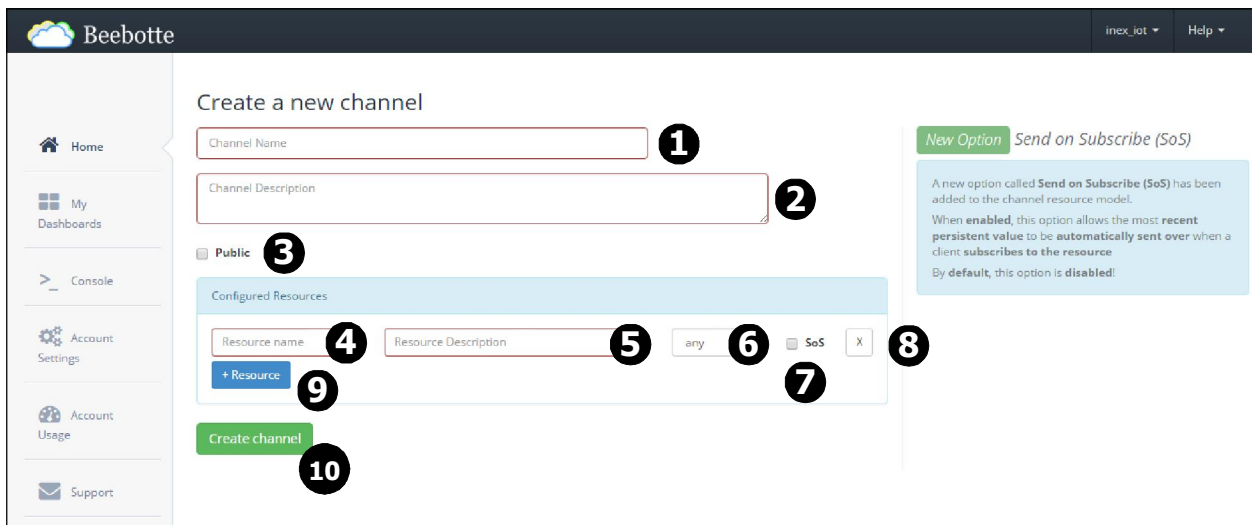 Beebotte
inex_iot
Help
Home
My
Dashboards
Console
Account
Settings
Account
Usage
Support
Create a new channel
Channel Name
1
Channel Description
2
Public
3
Configured Resources
Resource name
4
Resource Description
5
any
6
SoS
7
X
8
+ Resource
9
Create channel
10
New Option Send on Subscribe (SoS)
A new option called Send on Subscribe (SoS) has been
added to the channel resource model.
When enabled, this option allows the most recent
persistent value to be automatically sent over when a
client subscribes to the resource
By default, this option is disabled!